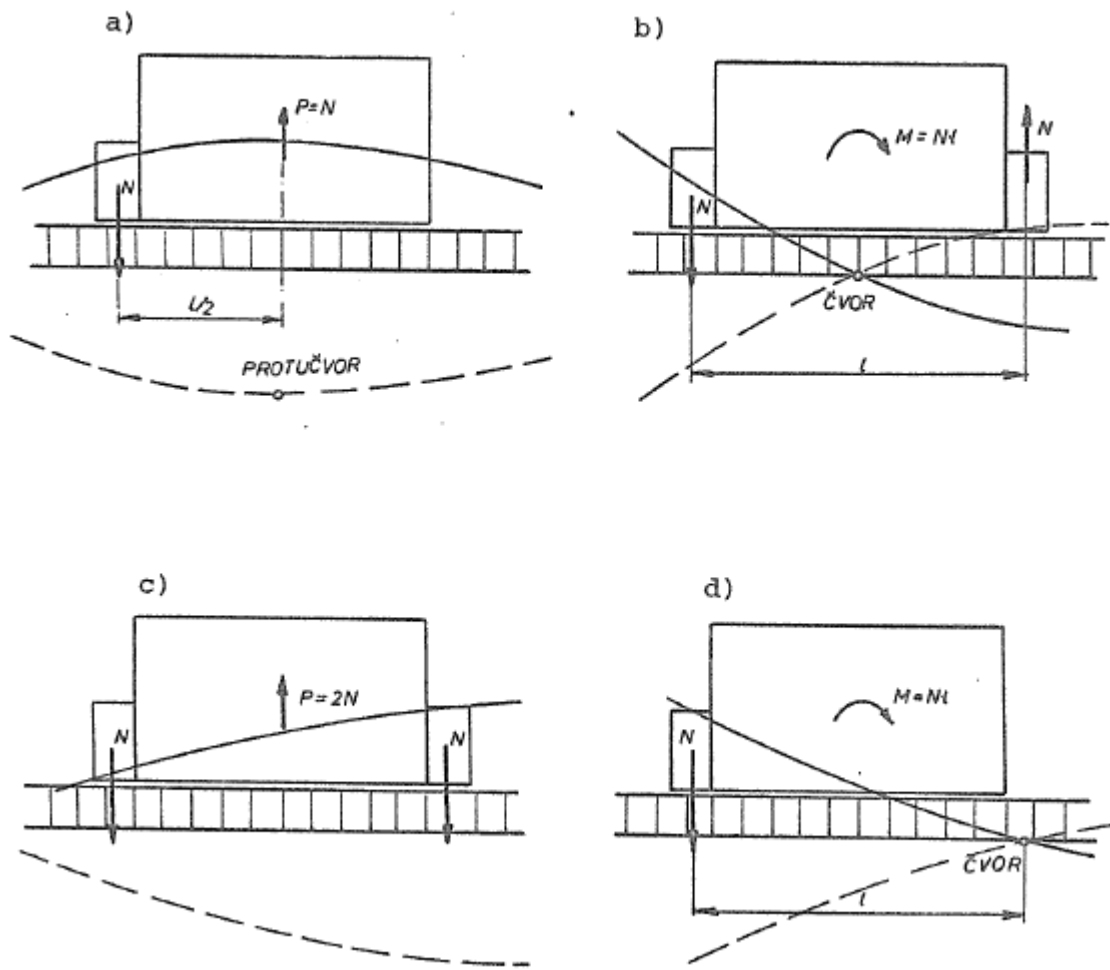 a)
P=N
N
L/2
PROTUČVOR
b)
M = N·l
N
N
ČVOR
l
c)
P=2N
N
N
d)
M=N·l
N
ČVOR
l